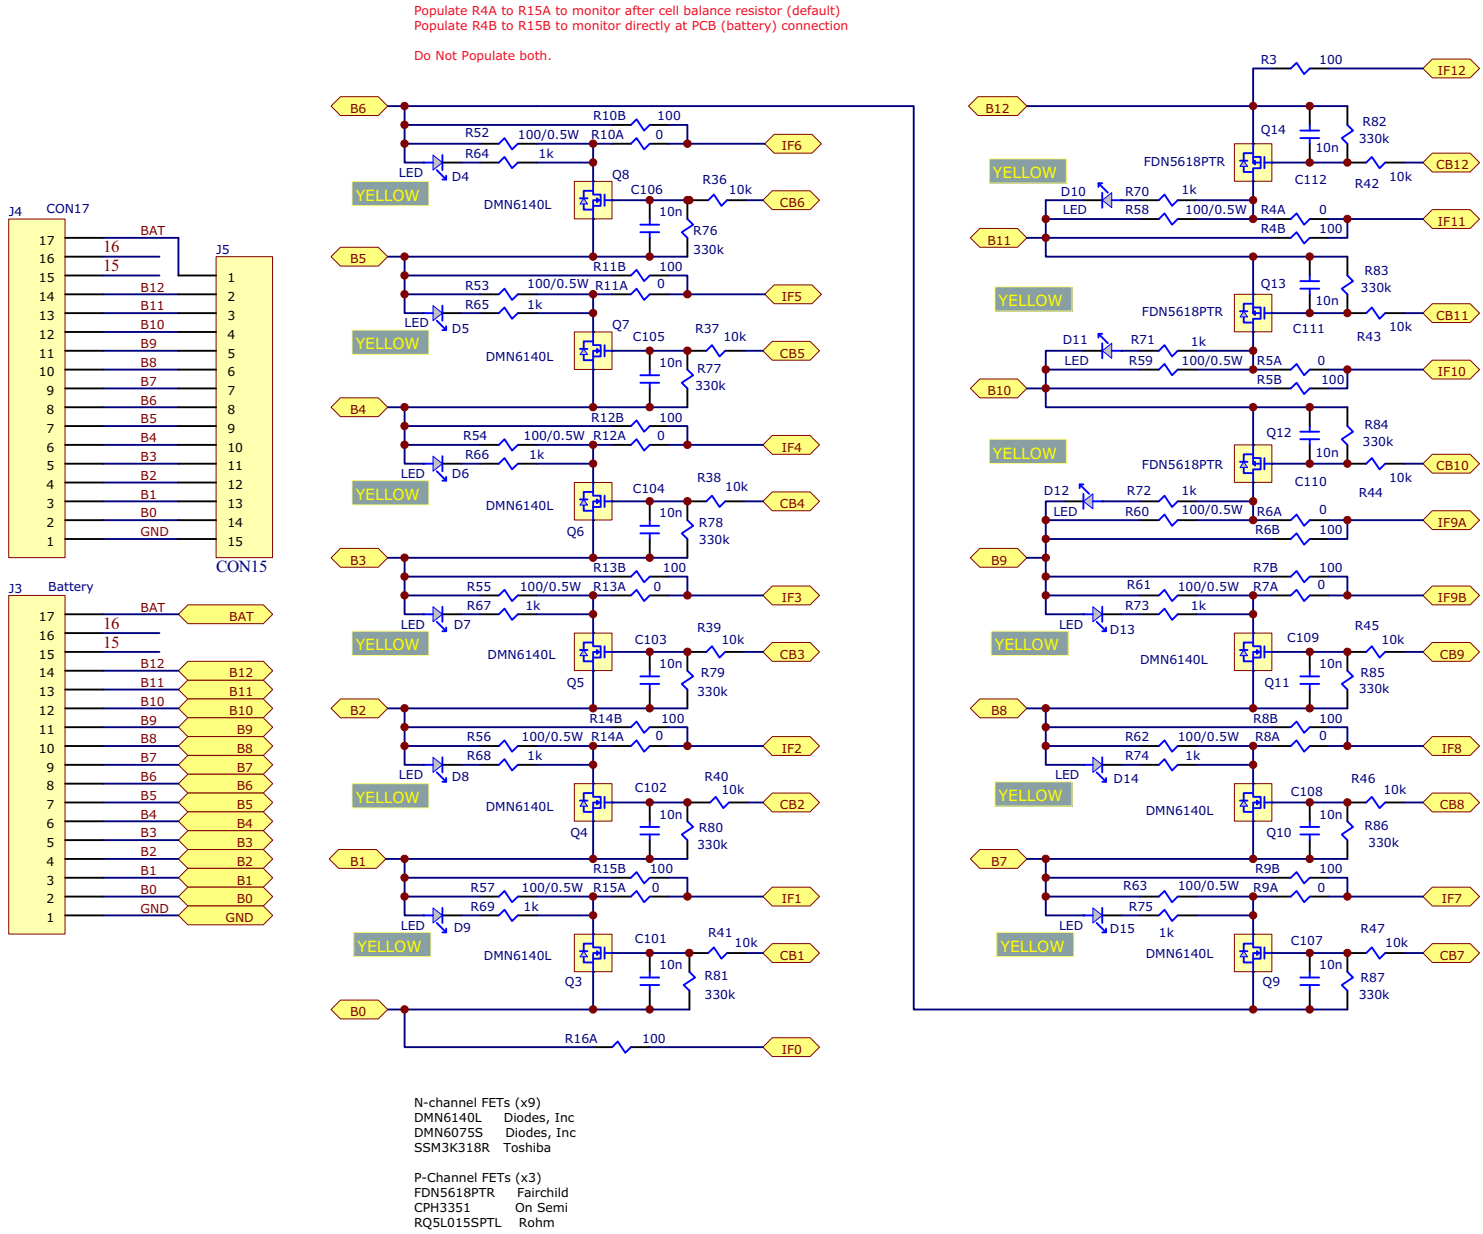 Populate R4A to R15A to monitor after cell balance resistor (default)
Populate R4B to R15B to monitor directly at PCB (battery) connection
Do Not Populate both.
J4 CON17
17 BAT
16 16
15 15
14 B12
13 B11
12 B10
11 B9
10 B8
9 B7
8 B6
7 B5
6 B4
5 B3
4 B2
3 B1
2 B0
1 GND
J5
1
2
3
4
5
6
7
8
9
10
11
12
13
14
15
CON15
J3 Battery
17 BAT BAT
16 16
15 15
14 B12 B12
13 B11 B11
12 B10 B10
11 B9 B9
10 B8 B8
9 B7 B7
8 B6 B6
7 B5 B5
6 B4 B4
5 B3 B3
4 B2 B2
3 B1 B1
2 B0 B0
1 GND GND
B6
R10B 100
R52 100/0.5W R10A 0 IF6
R64 1k
LED D4
YELLOW
Q8
DMN6140L
C106 10n
R36 10k CB6
R76 330k
B5
R11B 100
R53 100/0.5W R11A 0 IF5
R65 1k
LED D5
YELLOW
Q7
DMN6140L
C105 10n
R37 10k CB5
R77 330k
B4
R12B 100
R54 100/0.5W R12A 0 IF4
R66 1k
LED D6
YELLOW
DMN6140L
Q6
C104 10n
R38 10k CB4
R78 330k
B3
R13B 100
R55 100/0.5W R13A 0 IF3
R67 1k
LED D7
YELLOW
DMN6140L
Q5
C103 10n
R39 10k CB3
R79 330k
B2
R14B 100
R56 100/0.5W R14A 0 IF2
R68 1k
LED D8
YELLOW
DMN6140L
Q4
C102 10n
R40 10k CB2
R80 330k
B1
R15B 100
R57 100/0.5W R15A 0 IF1
R69 1k
LED D9
YELLOW
DMN6140L
Q3
C101 10n
R41 10k CB1
R81 330k
B0
R16A 100 IF0
R3 100 IF12
B12
Q14
FDN5618PTR
10n C112
R82 330k
R42 10k CB12
YELLOW
D10 R70 1k
LED R58 100/0.5W R4A 0 IF11
R4B 100
B11
Q13
FDN5618PTR
10n C111
R83 330k
R43 10k CB11
YELLOW
D11 R71 1k
LED R59 100/0.5W R5A 0 IF10
R5B 100
B10
Q12
FDN5618PTR
10n C110
R84 330k
R44 10k CB10
YELLOW
D12 R72 1k
LED R60 100/0.5W R6A 0 IF9A
R6B 100
B9
R7B 100
R61 100/0.5W R7A 0 IF9B
R73 1k
LED D13
YELLOW
DMN6140L
Q11
C109 10n
R45 10k CB9
R85 330k
B8
R8B 100
R62 100/0.5W R8A 0 IF8
R74 1k
LED D14
YELLOW
DMN6140L
Q10
C108 10n
R46 10k CB8
R86 330k
B7
R9B 100
R63 100/0.5W R9A 0 IF7
R75 1k
LED D15
YELLOW
DMN6140L
Q9
C107 10n
R47 10k CB7
R87 330k
N-channel FETs (x9)
DMN6140L Diodes, Inc
DMN6075S Diodes, Inc
SSM3K318R Toshiba
P-Channel FETs (x3)
FDN5618PTR Fairchild
CPH3351 On Semi
RQ5L015SPTL Rohm